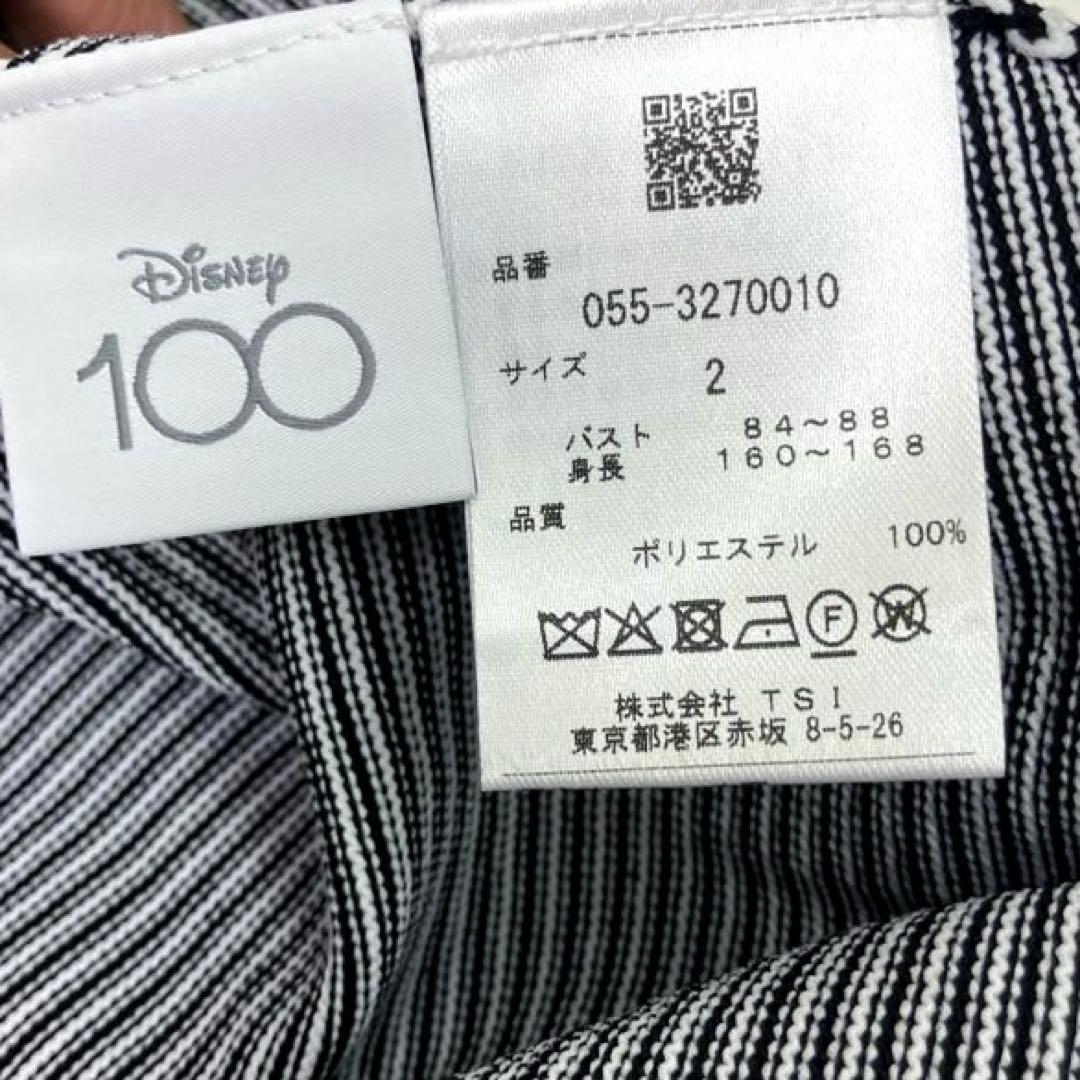 Disney
100
品番
055-3270010
サイズ 2
バスト 84～88
身長 160～168
品質
ポリエステル 100%
F
W
株式会社 TSI
東京都港区赤坂 8-5-26